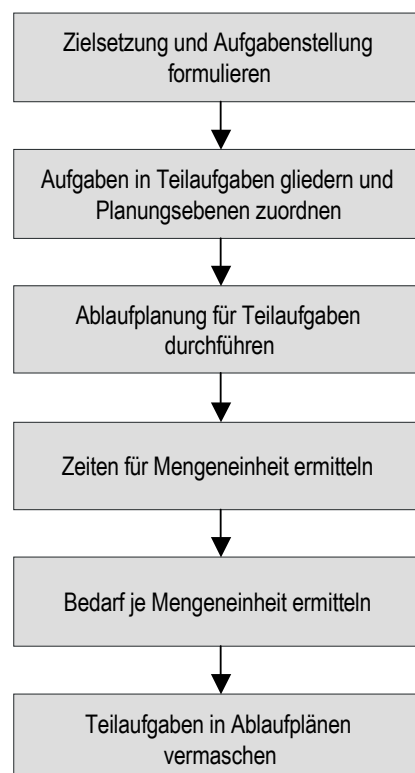 Zielsetzung und Aufgabenstellung
formulieren
Aufgaben in Teilaufgaben gliedern und
Planungsebenen zuordnen
Ablaufplanung für Teilaufgaben
durchführen
Zeiten für Mengeneinheit ermitteln
Bedarf je Mengeneinheit ermitteln
Teilaufgaben in Ablaufplänen
vermaschen